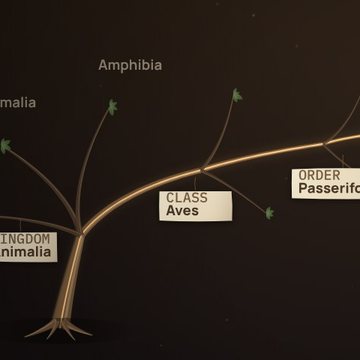 Amphibia
malia
CLASS
Aves
ORDER
Passerifo
INGDOM
nimalia